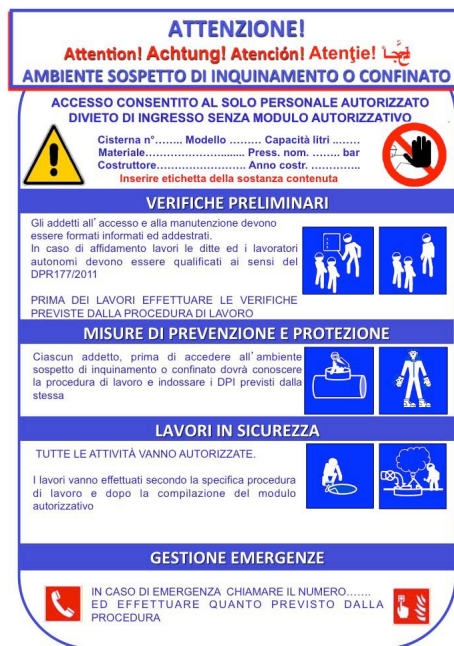 ATTENZIONE!
Attention! Achtung! Atención! Atenţie!
AMBIENTE SOSPETTO DI INQUINAMENTO O CONFINATO
ACCESSO CONSENTITO AL SOLO PERSONALE AUTORIZZATO
DIVIETO DI INGRESSO SENZA MODULO AUTORIZZATIVO
Cisterna n°........ Modello ......... Capacità litri ........
Materiale............................ Press. nom. ........ bar
Costruttore......................... Anno costr. ..............
Inserire etichetta della sostanza contenuta
VERIFICHE PRELIMINARI
Gli addetti all' accesso e alla manutenzione devono
essere formati informati ed addestrati.
In caso di affidamento lavori le ditte ed i lavoratori
autonomi devono essere qualificati ai sensi del
DPR177/2011
PRIMA DEI LAVORI EFFETTUARE LE VERIFICHE
PREVISTE DALLA PROCEDURA DI LAVORO
MISURE DI PREVENZIONE E PROTEZIONE
Ciascun addetto, prima di accedere all' ambiente
sospetto di inquinamento o confinato dovrà conoscere
la procedura di lavoro e indossare i DPI previsti dalla
stessa
LAVORI IN SICUREZZA
TUTTE LE ATTIVITÀ VANNO AUTORIZZATE.
I lavori vanno effettuati secondo la specifica procedura
di lavoro e dopo la compilazione del modulo
autorizzativo
GESTIONE EMERGENZE
IN CASO DI EMERGENZA CHIAMARE IL NUMERO.......
ED EFFETTUARE QUANTO PREVISTO DALLA
PROCEDURA